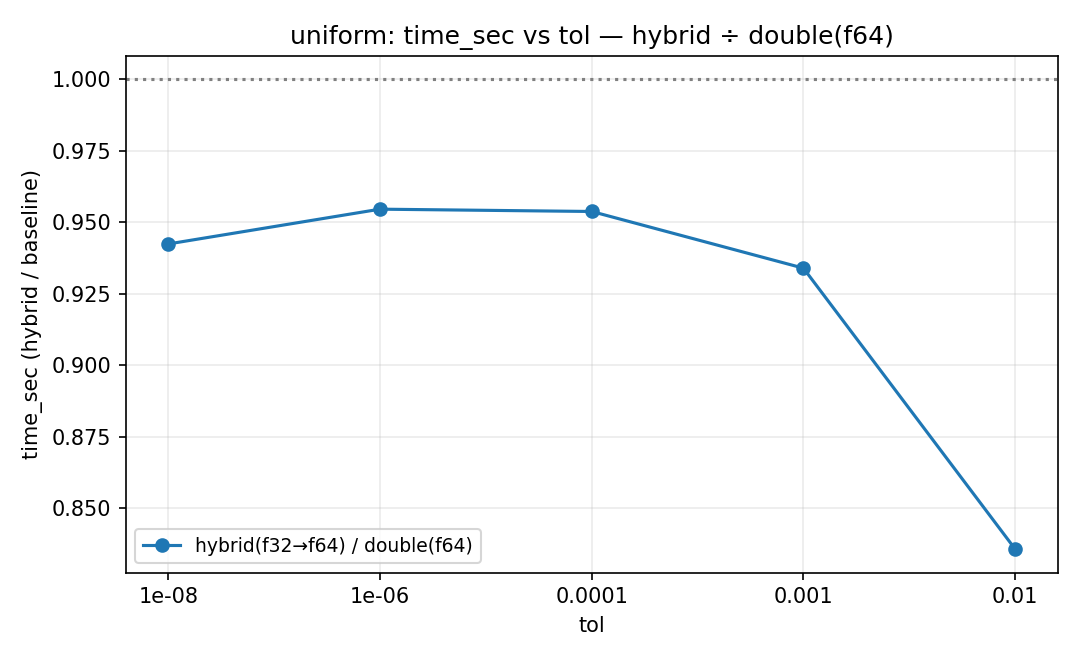 uniform: time_sec vs tol — hybrid ÷ double(f64)
time_sec (hybrid / baseline)
1.000
0.975
0.950
0.925
0.900
0.875
0.850
hybrid(f32→f64) / double(f64)
1e-08 1e-06 0.0001 0.001 0.01
tol